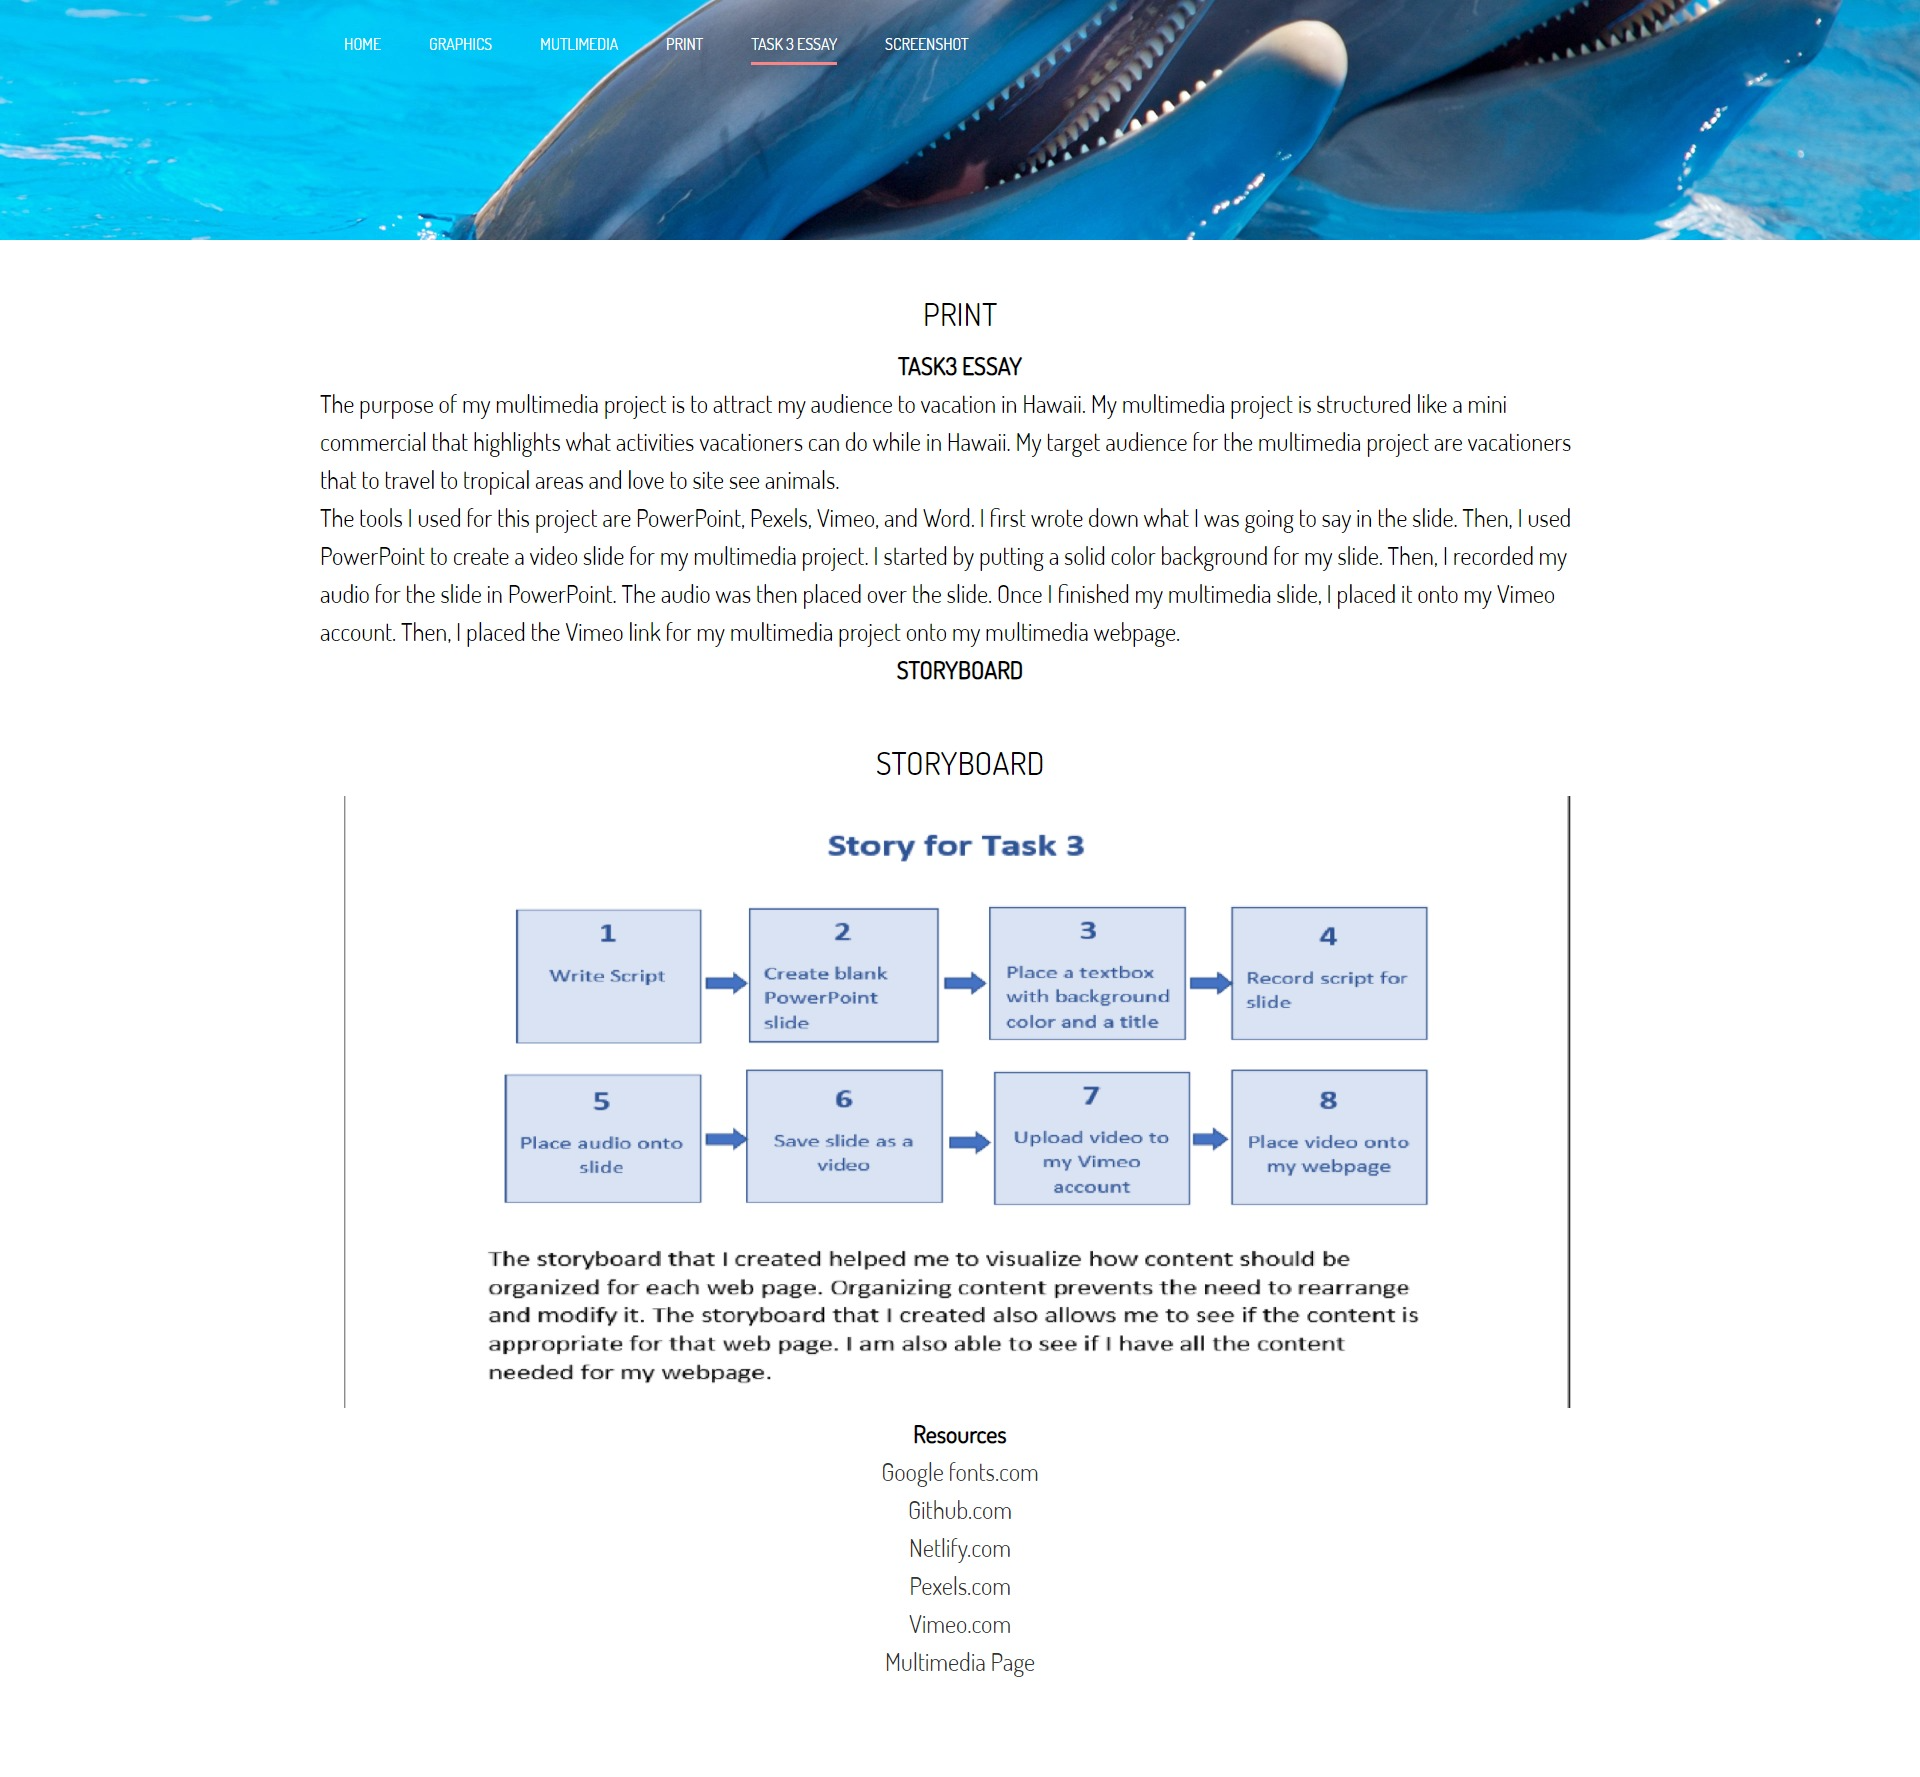 HOME GRAPHICS MUTLIMEDIA PRINT TASK 3 ESSAY SCREENSHOT
PRINT
TASK3 ESSAY
The purpose of my multimedia project is to attract my audience to vacation in Hawaii. My multimedia project is structured like a mini
commercial that highlights what activities vacationers can do while in Hawaii. My target audience for the multimedia project are vacationers
that to travel to tropical areas and love to site see animals.
The tools I used for this project are PowerPoint, Pexels, Vimeo, and Word. I first wrote down what I was going to say in the slide. Then, I used
PowerPoint to create a video slide for my multimedia project. I started by putting a solid color background for my slide. Then, I recorded my
audio for the slide in PowerPoint. The audio was then placed over the slide. Once I finished my multimedia slide, I placed it onto my Vimeo
account. Then, I placed the Vimeo link for my multimedia project onto my multimedia webpage.
STORYBOARD
STORYBOARD
Story for Task 3
1
Write Script
2
Create blank
PowerPoint
slide
3
Place a textbox
with background
color and a title
4
Record script for
slide
5
Place audio onto
slide
6
Save slide as a
video
7
Upload video to
my Vimeo
account
8
Place video onto
my webpage
The storyboard that I created helped me to visualize how content should be
organized for each web page. Organizing content prevents the need to rearrange
and modify it. The storyboard that I created also allows me to see if the content is
appropriate for that web page. I am also able to see if I have all the content
needed for my webpage.
Resources
Google fonts.com
Github.com
Netlify.com
Pexels.com
Vimeo.com
Multimedia Page